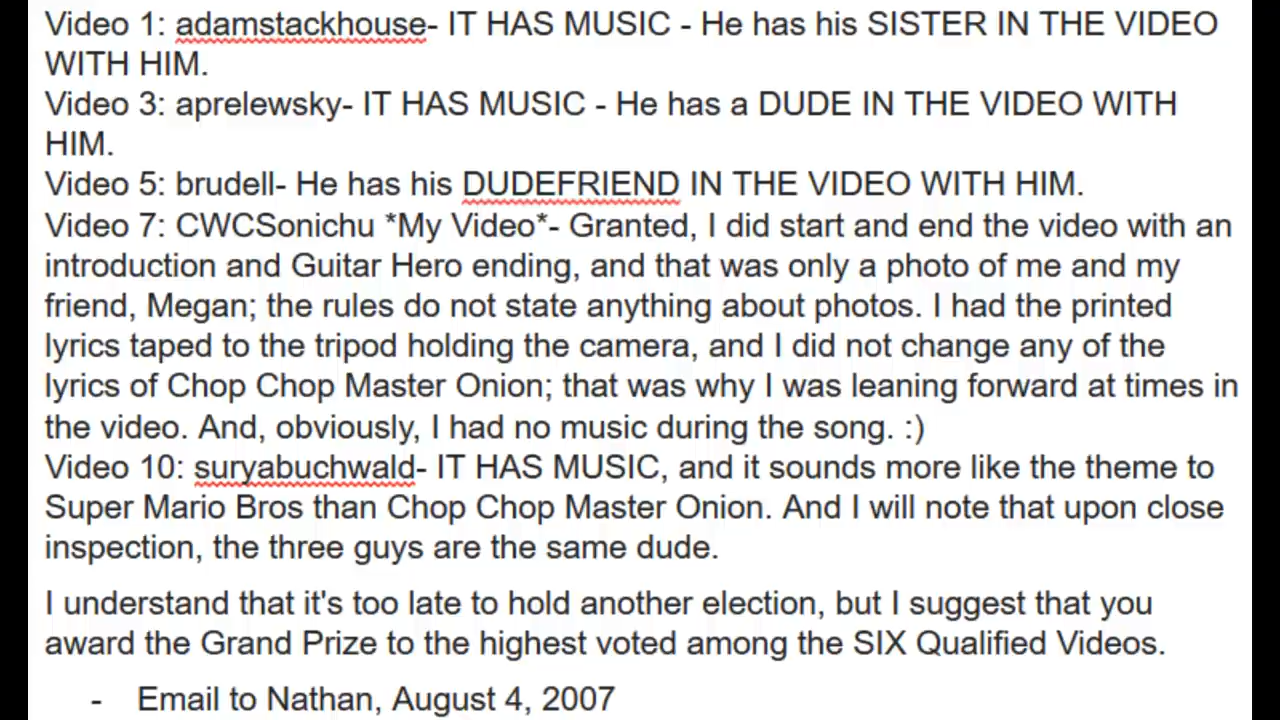 Video 1: adamstackhouse- IT HAS MUSIC - He has his SISTER IN THE VIDEO
WITH HIM.
Video 3: aprelewsky- IT HAS MUSIC - He has a DUDE IN THE VIDEO WITH
HIM.
Video 5: brudell- He has his DUDEFRIEND IN THE VIDEO WITH HIM.
Video 7: CWCSonichu *My Video*- Granted, I did start and end the video with an
introduction and Guitar Hero ending, and that was only a photo of me and my
friend, Megan; the rules do not state anything about photos. I had the printed
lyrics taped to the tripod holding the camera, and I did not change any of the
lyrics of Chop Chop Master Onion; that was why I was leaning forward at times in
the video. And, obviously, I had no music during the song. :)
Video 10: suryabuchwald- IT HAS MUSIC, and it sounds more like the theme to
Super Mario Bros than Chop Chop Master Onion. And I will note that upon close
inspection, the three guys are the same dude.
I understand that it's too late to hold another election, but I suggest that you
award the Grand Prize to the highest voted among the SIX Qualified Videos.
- Email to Nathan, August 4, 2007